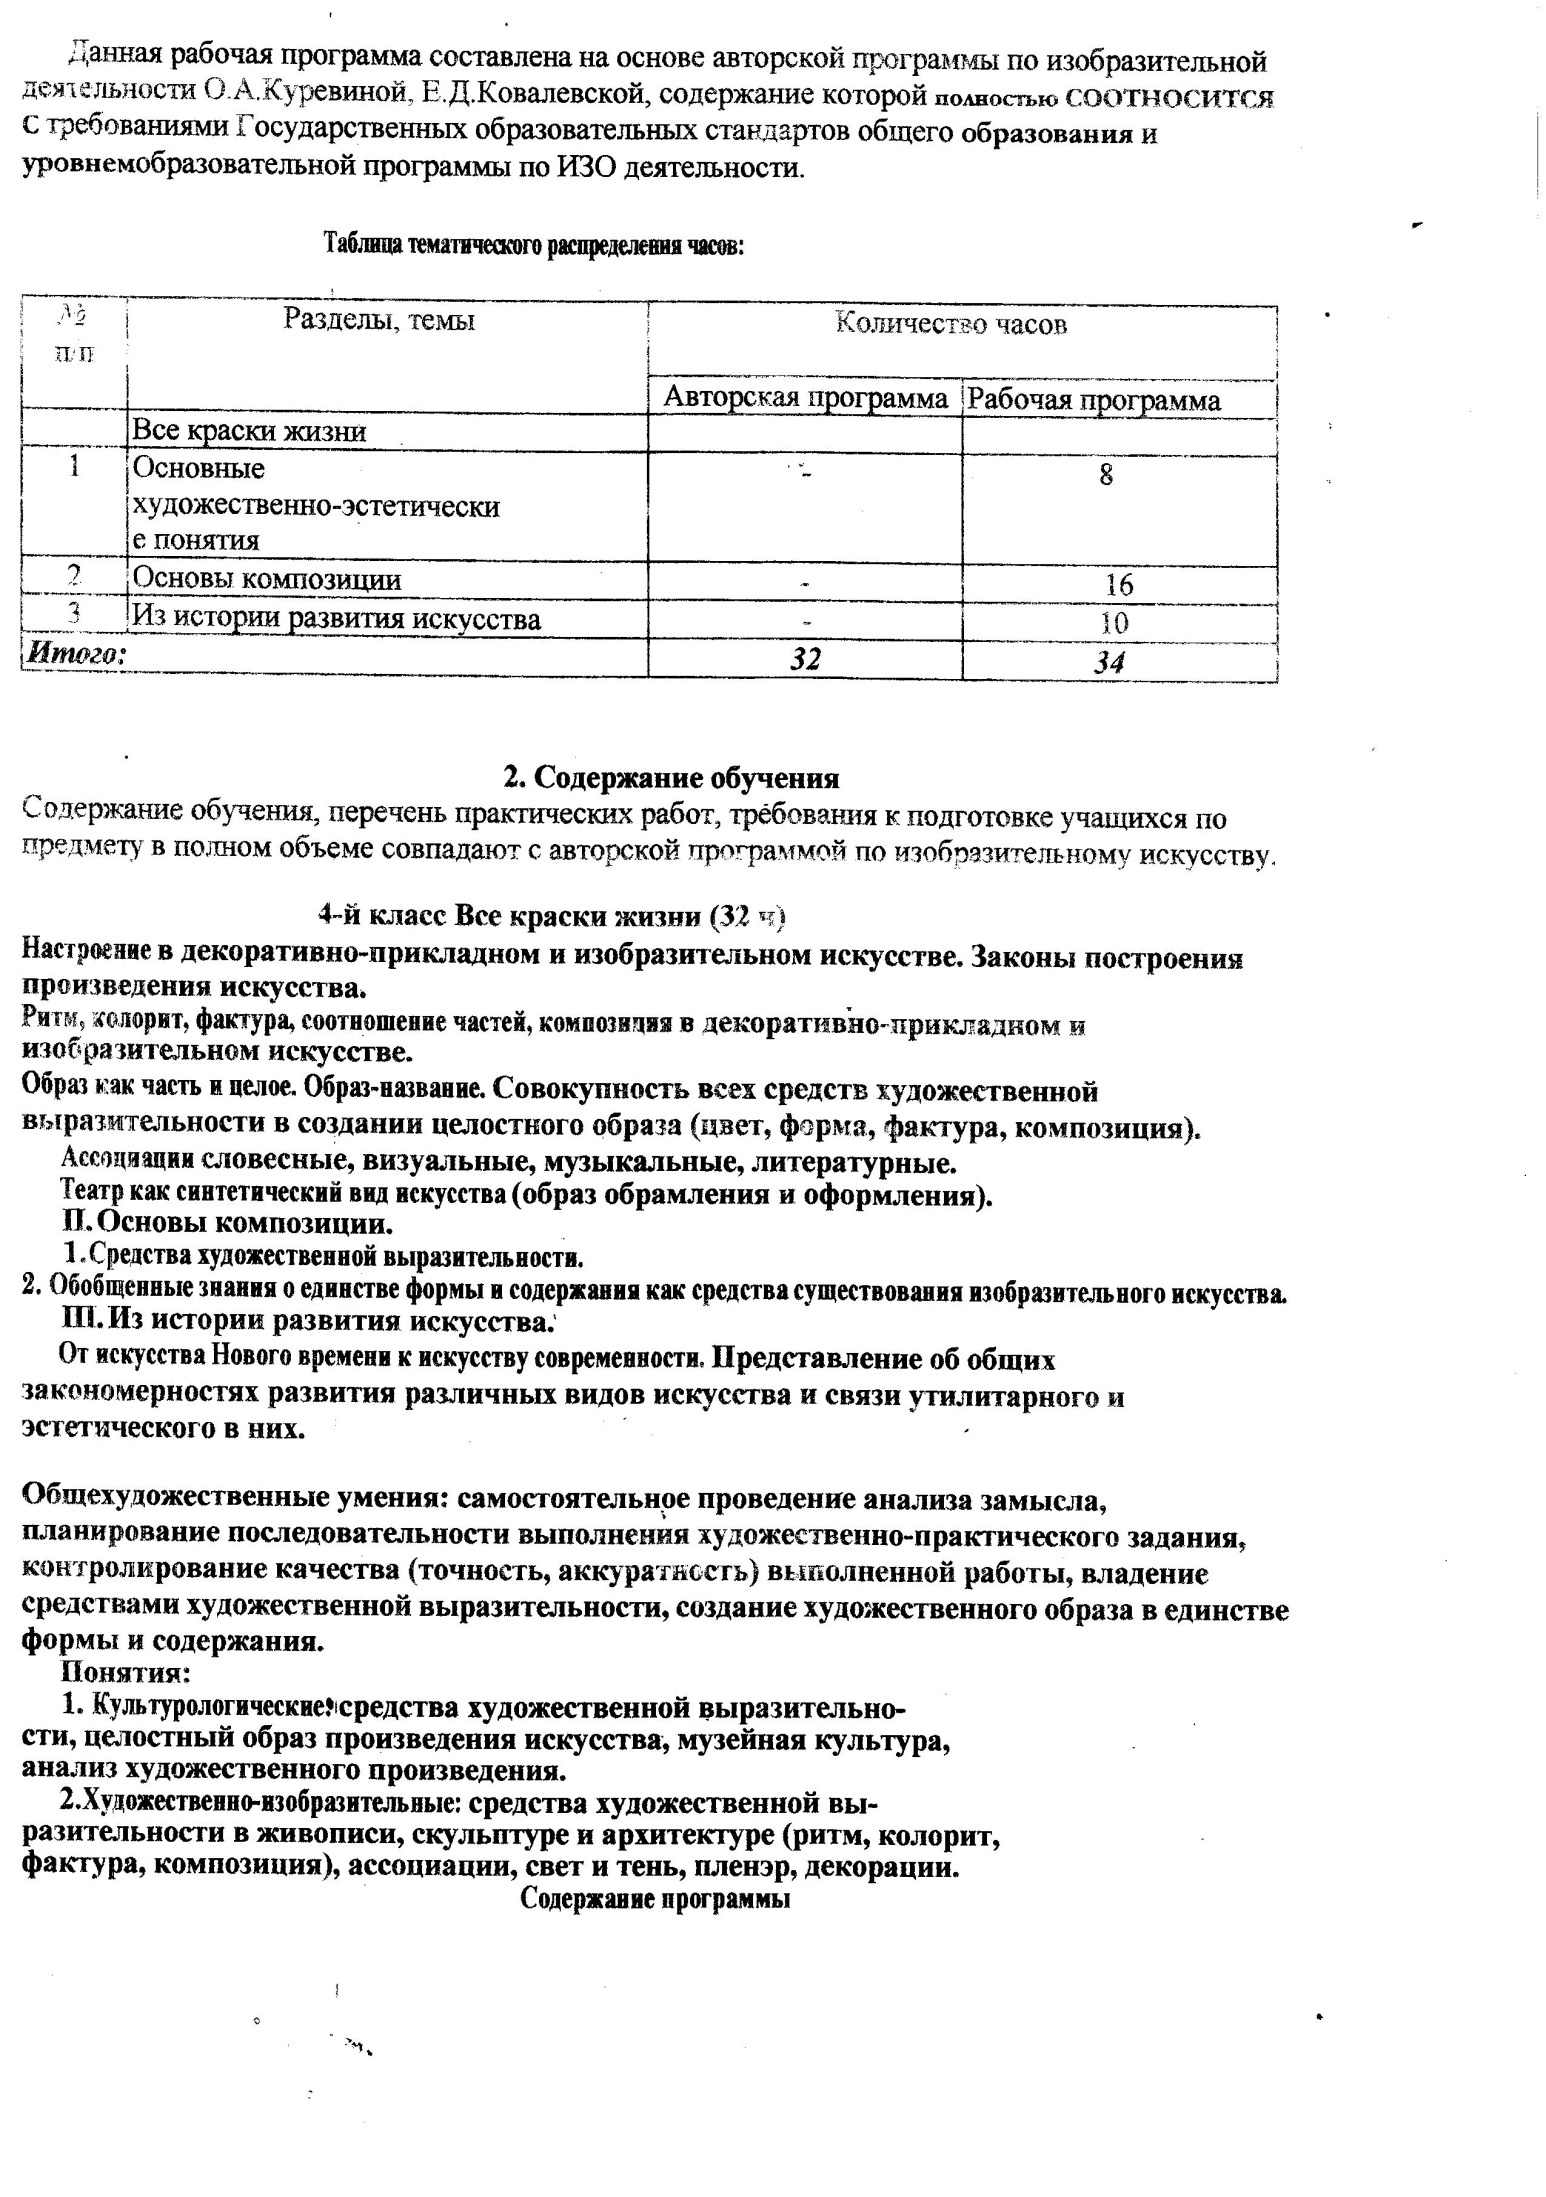 Данная рабочая программа составлена на основе авторской программы по изобразительной
деятельности О.А.Куревиной, Е.Д.Ковалевской, содержание которой полностью СООТНОСИТСЯ
С требованиями Государственных образовательных стандартов общего образования и
уровнемобразовательной программы по ИЗО деятельности.
Таблица тематического распределения часов:
№ Разделы, темы Количество часов
п/п
Авторская программа Рабочая программа
Все краски жизни
1 Основные - 8
художественно-эстетически
е понятия
2 Основы композиции - 16
3 Из истории развития искусства - 10
Итого: 32 34
2. Содержание обучения
Содержание обучения, перечень практических работ, требования к подготовке учащихся по
предмету в полном объеме совпадают с авторской программой по изобразительному искусству.
4-й класс Все краски жизни (32 ч)
Настроение в декоративно-прикладном и изобразительном искусстве. Законы построения
произведения искусства.
Ритм, колорит, фактура, соотношение частей, композиция в декоративно-прикладном и
изобразительном искусстве.
Образ как часть и целое. Образ-название. Совокупность всех средств художественной
выразительности в создании целостного образа (цвет, форма, фактура, композиция).
Ассоциации словесные, визуальные, музыкальные, литературные.
Театр как синтетический вид искусства (образ обрамления и оформления).
II. Основы композиции.
1.Средства художественной выразительности.
2. Обобщенные знания о единстве формы и содержания как средства существования изобразительного искусства.
III. Из истории развития искусства.
От искусства Нового времени к искусству современности. Представление об общих
закономерностях развития различных видов искусства и связи утилитарного и
эстетического в них.
Общехудожественные умения: самостоятельное проведение анализа замысла,
планирование последовательности выполнения художественно-практического задания,
контролирование качества (точность, аккуратность) выполненной работы, владение
средствами художественной выразительности, создание художественного образа в единстве
формы и содержания.
Понятия:
1. Культурологические: средства художественной выразительно-
сти, целостный образ произведения искусства, музейная культура,
анализ художественного произведения.
2.Художественно-изобразительные: средства художественной вы-
разительности в живописи, скульптуре и архитектуре (ритм, колорит,
фактура, композиция), ассоциации, свет и тень, пленэр, декорации.
Содержание программы